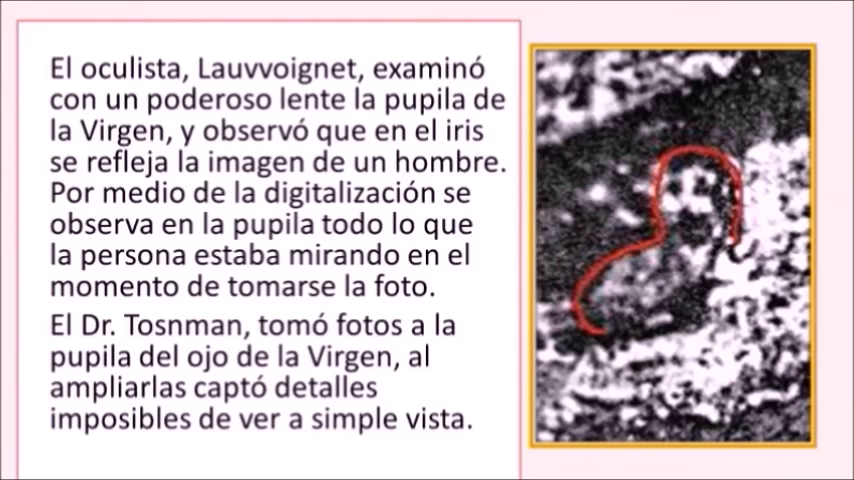 El oculista, Lauvvoignet, examinó
con un poderoso lente la pupila de
la Virgen, y observó que en el iris
se refleja la imagen de un hombre.
Por medio de la digitalización se
observa en la pupila todo lo que
la persona estaba mirando en el
momento de tomarse la foto.
El Dr. Tosnman, tomó fotos a la
pupila del ojo de la Virgen, al
ampliarlas captó detalles
imposibles de ver a simple vista.